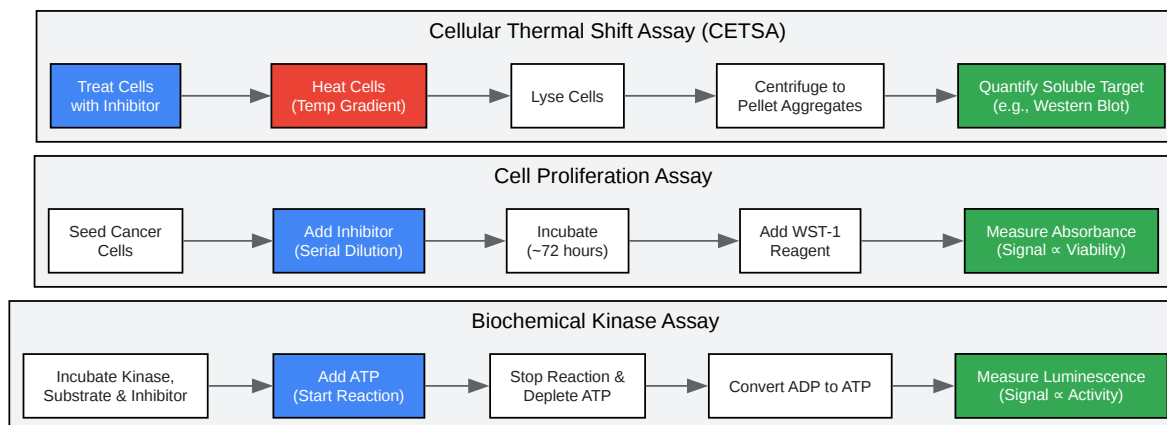 Cellular Thermal Shift Assay (CETSA)
Treat Cells
with Inhibitor
Heat Cells
(Temp Gradient)
Lyse Cells
Centrifuge to
Pellet Aggregates
Quantify Soluble Target
(e.g., Western Blot)
Cell Proliferation Assay
Seed Cancer
Cells
Add Inhibitor
(Serial Dilution)
Incubate
(~72 hours)
Add WST-1
Reagent
Measure Absorbance
(Signal ∝ Viability)
Biochemical Kinase Assay
Incubate Kinase,
Substrate & Inhibitor
Add ATP
(Start Reaction)
Stop Reaction &
Deplete ATP
Convert ADP to ATP
Measure Luminescence
(Signal ∝ Activity)